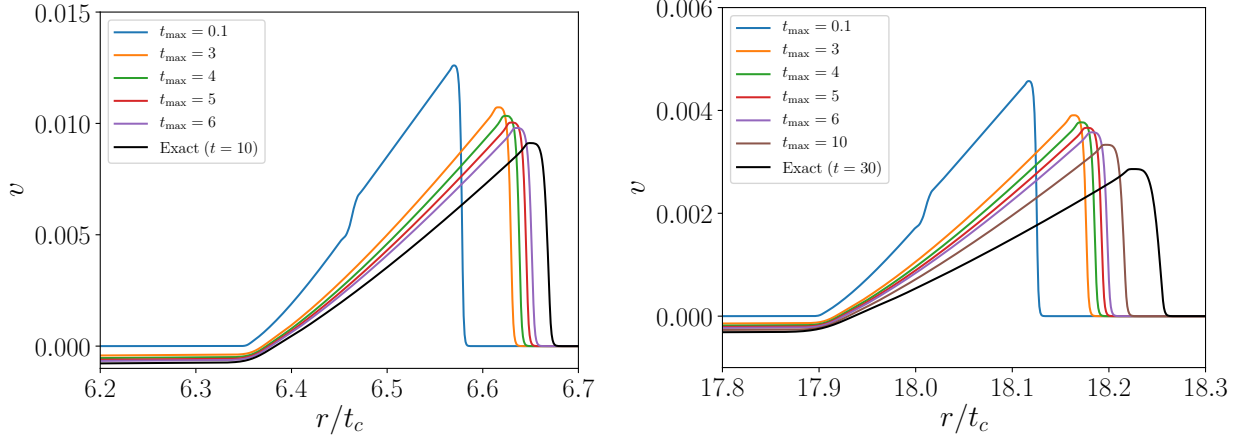 t_max = 0.1
t_max = 3
t_max = 4
t_max = 5
t_max = 6
Exact (t = 10)
0.015
0.010
0.005
0.000
v
6.2 6.3 6.4 6.5 6.6 6.7
r/t_c
t_max = 0.1
t_max = 3
t_max = 4
t_max = 5
t_max = 6
t_max = 10
Exact (t = 30)
0.006
0.004
0.002
0.000
v
17.8 17.9 18.0 18.1 18.2 18.3
r/t_c